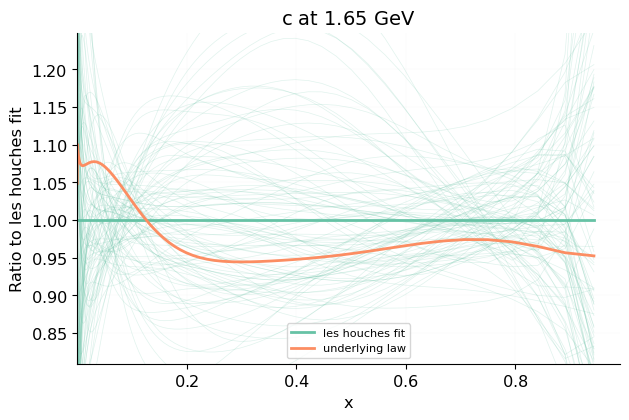 c at 1.65 GeV
Ratio to les houches fit
1.20
1.15
1.10
1.05
1.00
0.95
0.90
0.85
les houches fit
underlying law
0.2
0.4
0.6
0.8
x